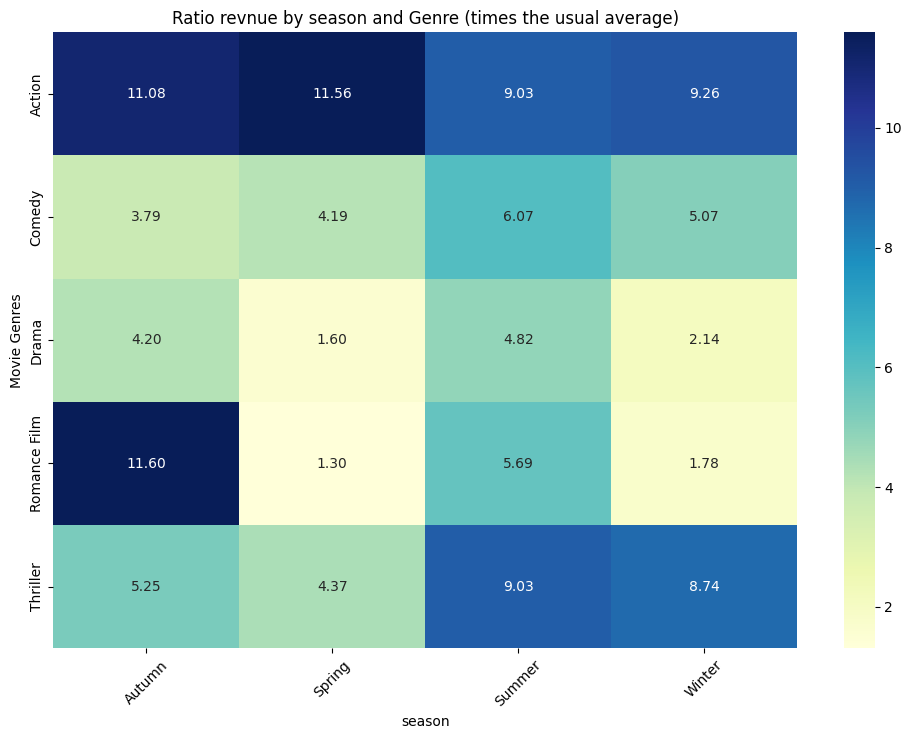 Ratio revnue by season and Genre (times the usual average)
Movie Genres
Action
11.08 11.56 9.03 9.26
Comedy
3.79 4.19 6.07 5.07
Drama
4.20 1.60 4.82 2.14
Romance Film
11.60 1.30 5.69 1.78
Thriller
5.25 4.37 9.03 8.74
Autumn Spring Summer Winter
season
10
8
6
4
2